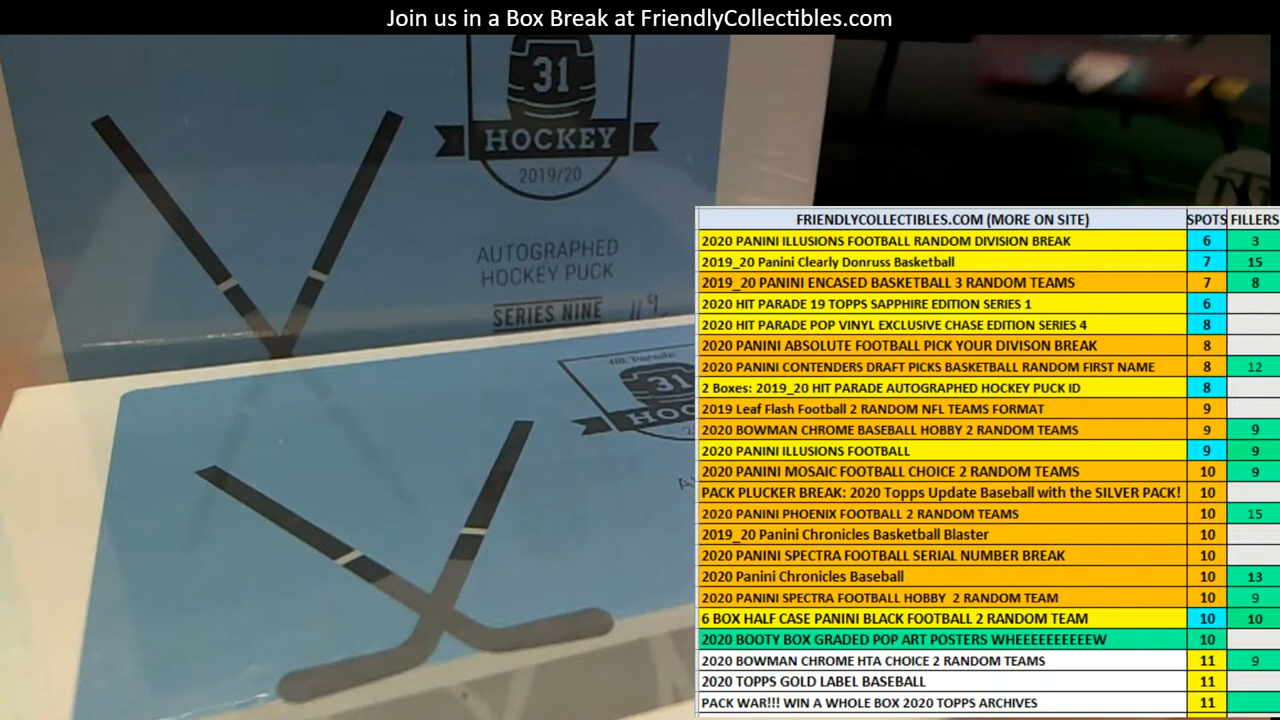 Join us in a Box Break at FriendlyCollectibles.com
31
HOCKEY
2019/20
AUTOGRAPHED
HOCKEY PUCK
SERIES NINE
Hit Parade
31
FRIENDLYCOLLECTIBLES.COM (MORE ON SITE) SPOTS FILLERS
2020 PANINI ILLUSIONS FOOTBALL RANDOM DIVISION BREAK 6 3
2019_20 Panini Clearly Donruss Basketball 7 15
2019_20 PANINI ENCASED BASKETBALL 3 RANDOM TEAMS 7 8
2020 HIT PARADE 19 TOPPS SAPPHIRE EDITION SERIES 1 6
2020 HIT PARADE POP VINYL EXCLUSIVE CHASE EDITION SERIES 4 8
2020 PANINI ABSOLUTE FOOTBALL PICK YOUR DIVISON BREAK 8
2020 PANINI CONTENDERS DRAFT PICKS BASKETBALL RANDOM FIRST NAME 8 12
2 Boxes: 2019_20 HIT PARADE AUTOGRAPHED HOCKEY PUCK ID 8
2019 Leaf Flash Football 2 RANDOM NFL TEAMS FORMAT 9
2020 BOWMAN CHROME BASEBALL HOBBY 2 RANDOM TEAMS 9 9
2020 PANINI ILLUSIONS FOOTBALL 9 9
2020 PANINI MOSAIC FOOTBALL CHOICE 2 RANDOM TEAMS 10 9
PACK PLUCKER BREAK: 2020 Topps Update Baseball with the SILVER PACK! 10
2020 PANINI PHOENIX FOOTBALL 2 RANDOM TEAMS 10 15
2019_20 Panini Chronicles Basketball Blaster 10
2020 PANINI SPECTRA FOOTBALL SERIAL NUMBER BREAK 10
2020 Panini Chronicles Baseball 10 13
2020 PANINI SPECTRA FOOTBALL HOBBY 2 RANDOM TEAM 10 9
6 BOX HALF CASE PANINI BLACK FOOTBALL 2 RANDOM TEAM 10 10
2020 BOOTY BOX GRADED POP ART POSTERS WHEEEEEEEEEW 10
2020 BOWMAN CHROME HTA CHOICE 2 RANDOM TEAMS 11 9
2020 TOPPS GOLD LABEL BASEBALL 11
PACK WAR!!! WIN A WHOLE BOX 2020 TOPPS ARCHIVES 11